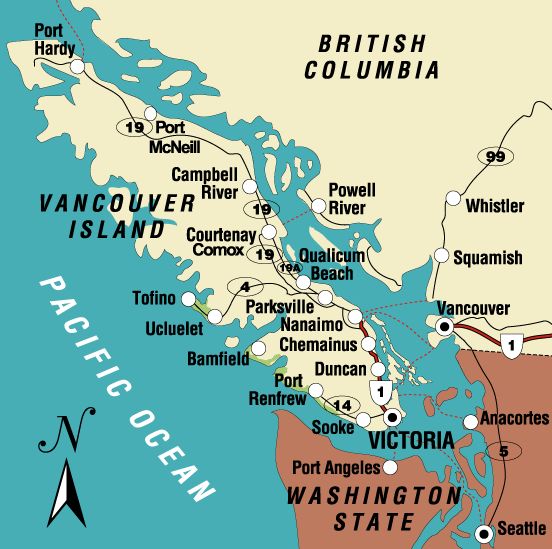 Port
Hardy
BRITISH
COLUMBIA
19
Port
McNeill
99
Campbell
River
Powell
River
Whistler
VANCOUVER
ISLAND
19
Courtenay
Comox
19
19A
Qualicum
Beach
Squamish
4
Tofino
Ucluelet
Parksville
Nanaimo
Vancouver
1
Chemainus
Bamfield
Duncan
Port
Renfrew
1
14
Sooke
VICTORIA
Anacortes
5
Port Angeles
WASHINGTON
STATE
Seattle
PACIFIC OCEAN
N